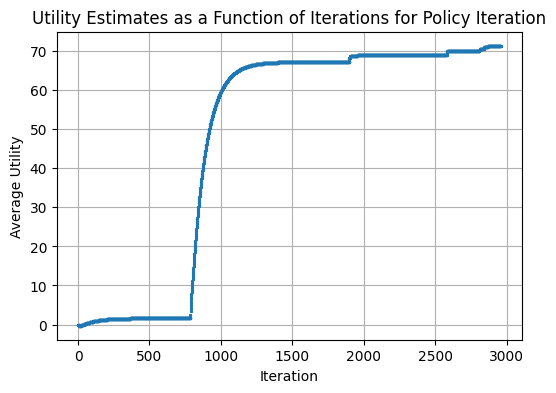 Utility Estimates as a Function of Iterations for Policy Iteration
70
60
50
40
30
20
10
0
Average Utility
0 500 1000 1500 2000 2500 3000
Iteration